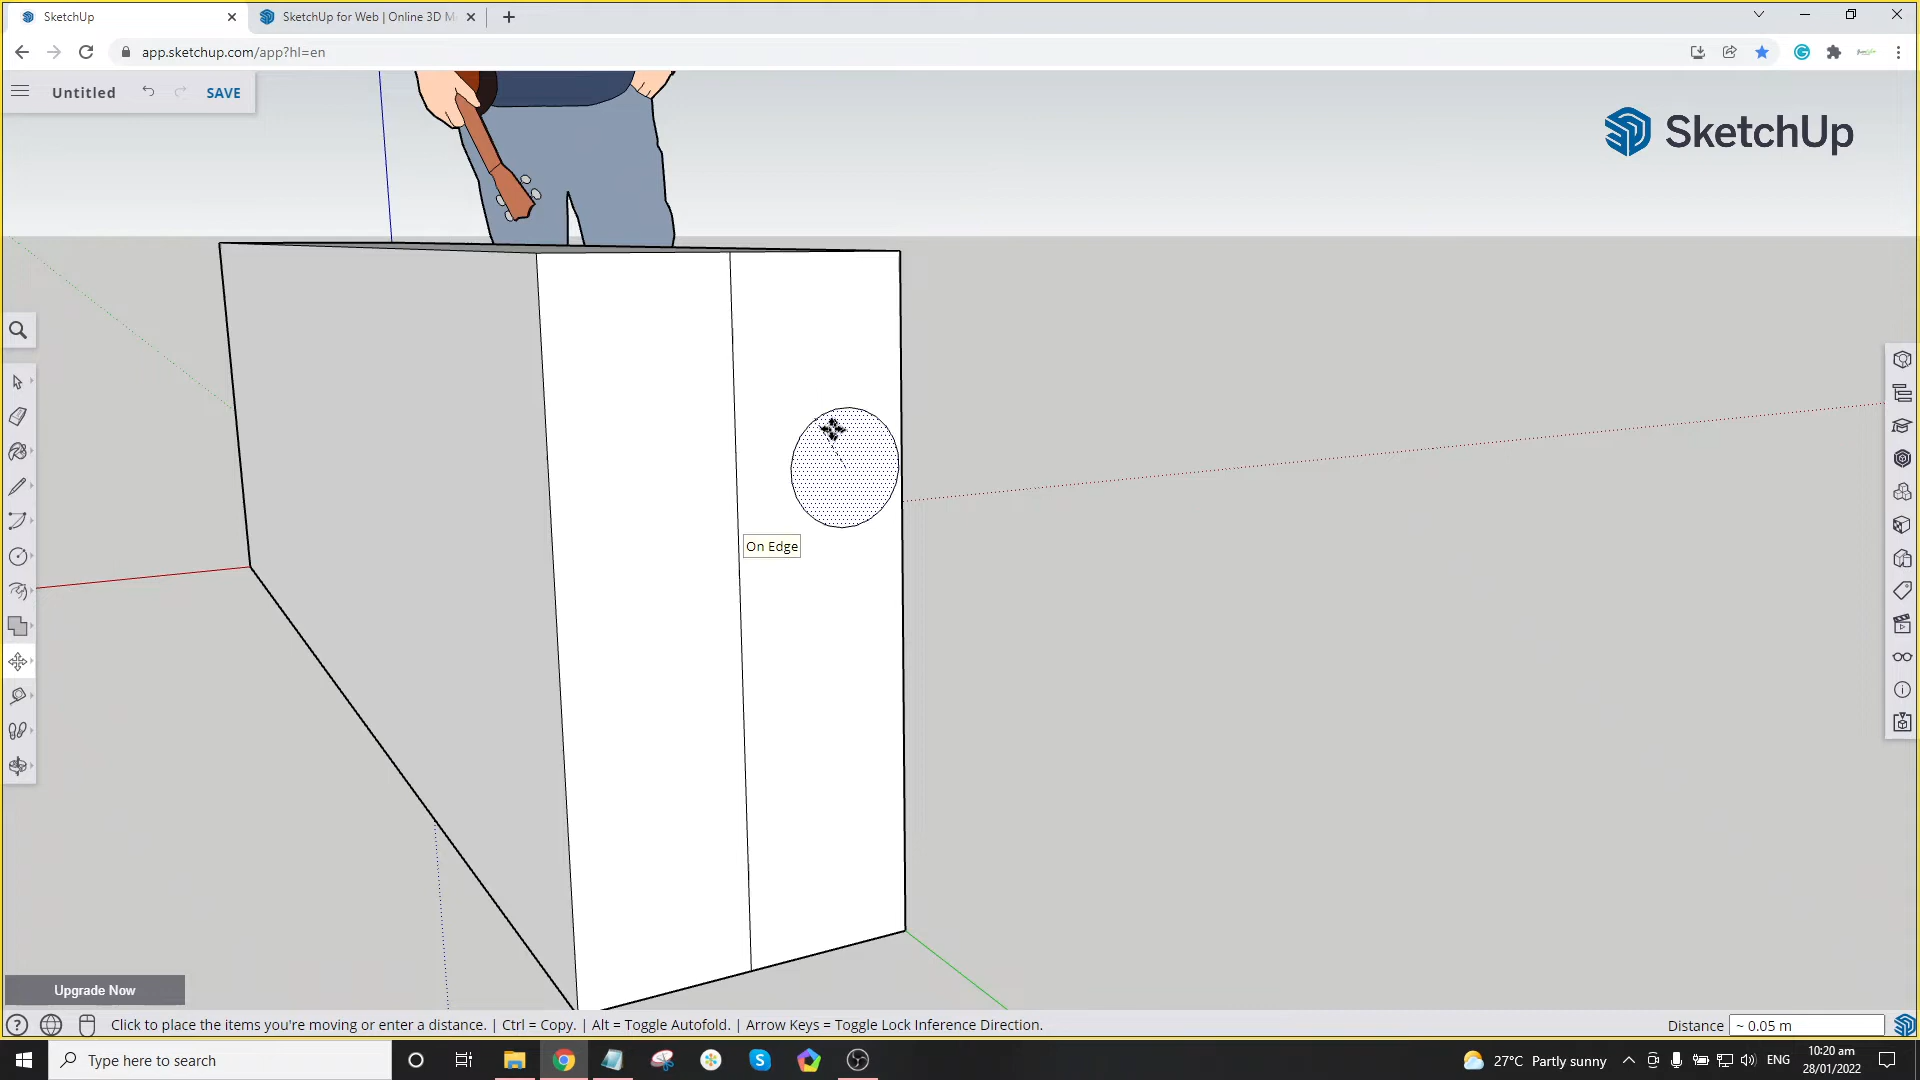 SketchUp
SketchUp for Web | Online 3D M
app.sketchup.com/app?hl=en
Untitled
SAVE
SketchUp
On Edge
Upgrade Now
Click to place the items you're moving or enter a distance. | Ctrl = Copy. | Alt = Toggle Autofold. | Arrow Keys = Toggle Lock Inference Direction.
Distance ~ 0.05 m
Type here to search
27°C Partly sunny
ENG
10:20 am
28/01/2022